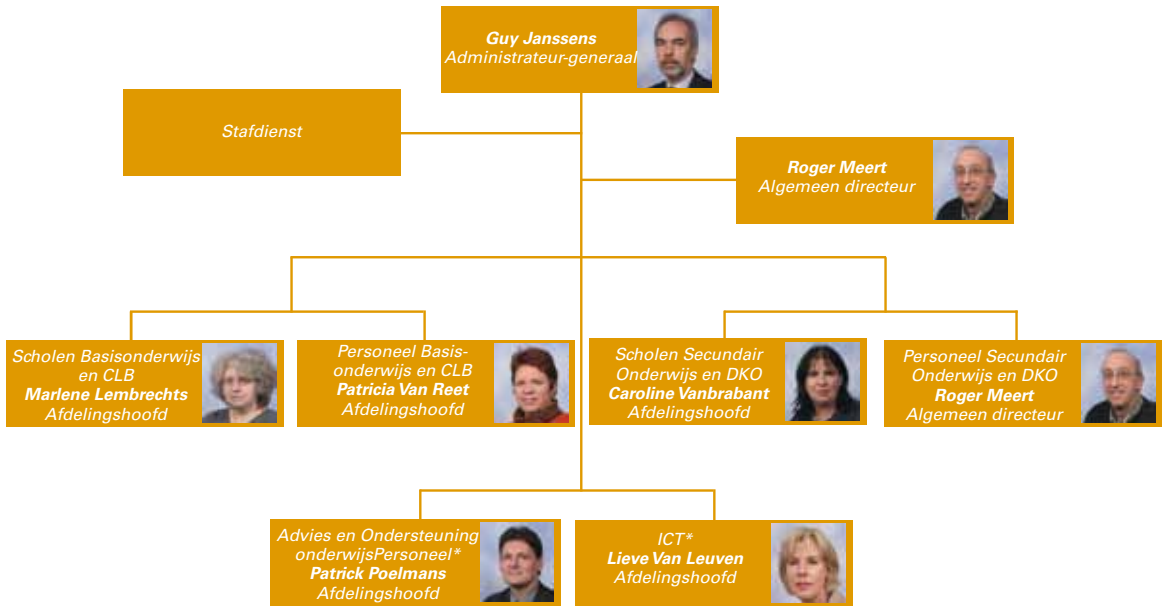 Guy Janssens
Administrateur-generaal
Stafdienst
Roger Meert
Algemeen directeur
Scholen Basisonderwijs
en CLB
Marlene Lembrechts
Afdelingshoofd
Personeel Basis-
onderwijs en CLB
Patricia Van Reet
Afdelingshoofd
Scholen Secundair
Onderwijs en DKO
Caroline Vanbrabant
Afdelingshoofd
Personeel Secundair
Onderwijs en DKO
Roger Meert
Algemeen directeur
Advies en Ondersteuning
onderwijsPersoneel*
Patrick Poelmans
Afdelingshoofd
ICT*
Lieve Van Leuven
Afdelingshoofd